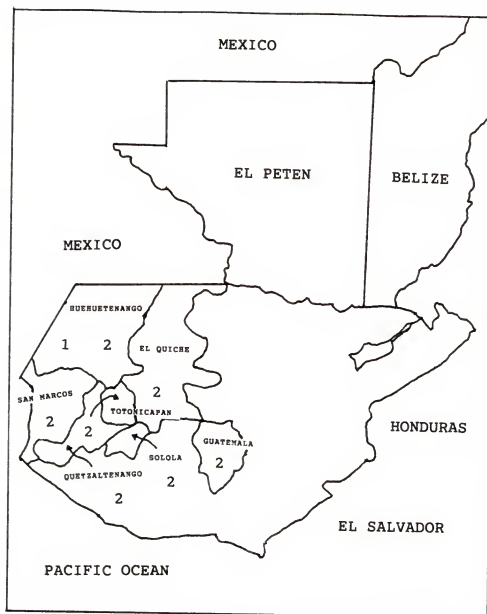 MEXICO
EL PETEN
BELIZE
MEXICO
HUEHUETENANGO
1 2
EL QUICHE
SAN MARCOS
2
2
2
TOTONICAPAN
HONDURAS
GUATEMALA
2
SOLOLA
QUETZALTENANGO
2
2
EL SALVADOR
PACIFIC OCEAN